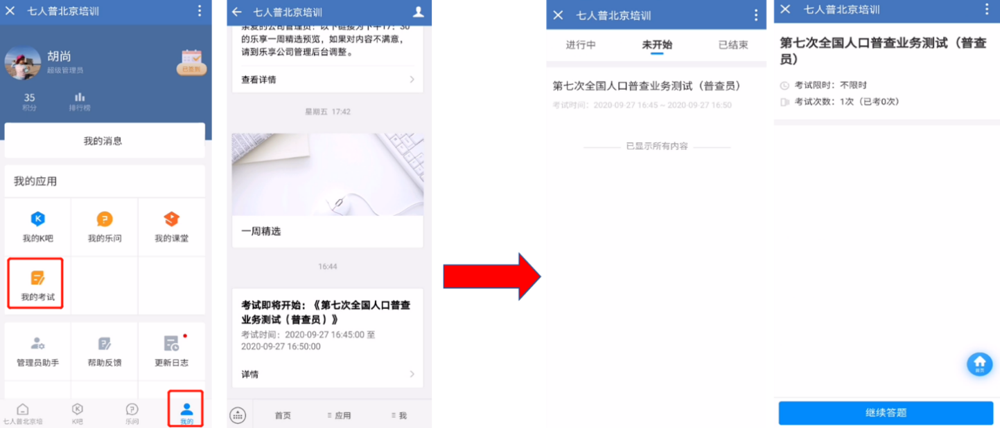 七人普北京培训
胡尚
超级管理员
已签到
35
积分
排行榜
我的消息
我的应用
我的K吧
我的乐问
我的课堂
我的考试
管理员助手
帮助反馈
更新日志
七人普北京培
K吧
乐问
我的
七人普北京培训
亲爱的公司管理员：以下链接为下午17：30
的乐享一周精选预览，如果对内容不满意，
请到乐享公司管理后台调整。
查看详情
星期五 17:42
一周精选
16:44
考试即将开始：《第七次全国人口普查
业务测试（普查员）》
考试时间：2020-09-27 16:45:00 至
2020-09-27 16:50:00
详情
首页
应用
我
七人普北京培训
进行中
未开始
已结束
第七次全国人口普查业务测试（普查员）
考试时间：2020-09-27 16:45 ~ 2020-09-27 16:50
已显示所有内容
七人普北京培训
第七次全国人口普查业务测试（普查
员）
考试限时：不限时
考试次数：1次（已考0次）
首页
继续答题